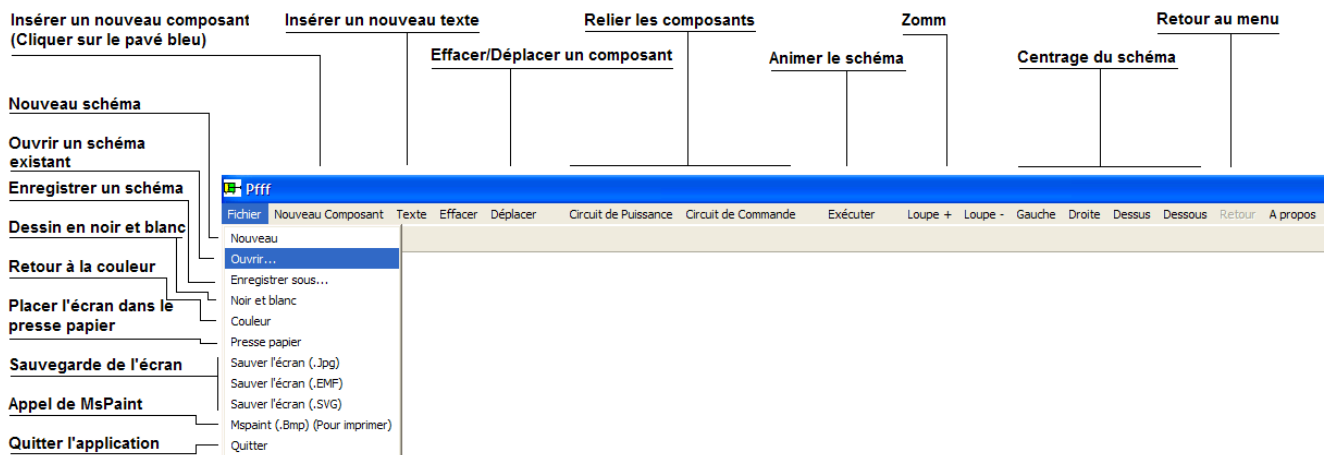 Insérer un nouveau composant
(Cliquer sur le pavé bleu)
Insérer un nouveau texte
Relier les composants
Zomm
Retour au menu
Effacer/Déplacer un composant
Animer le schéma
Centrage du schéma
Nouveau schéma
Ouvrir un schéma
existant
Enregistrer un schéma
Dessin en noir et blanc
Retour à la couleur
Placer l'écran dans le
presse papier
Sauvegarde de l'écran
Appel de MsPaint
Quitter l'application
Pfff
Fichier Nouveau Composant Texte Effacer Déplacer Circuit de Puissance Circuit de Commande Exécuter Loupe + Loupe - Gauche Droite Dessus Dessous Retour A propos
Nouveau
Ouvrir...
Enregistrer sous...
Noir et blanc
Couleur
Presse papier
Sauver l'écran (.Jpg)
Sauver l'écran (.EMF)
Sauver l'écran (.SVG)
Mspaint (.Bmp) (Pour imprimer)
Quitter